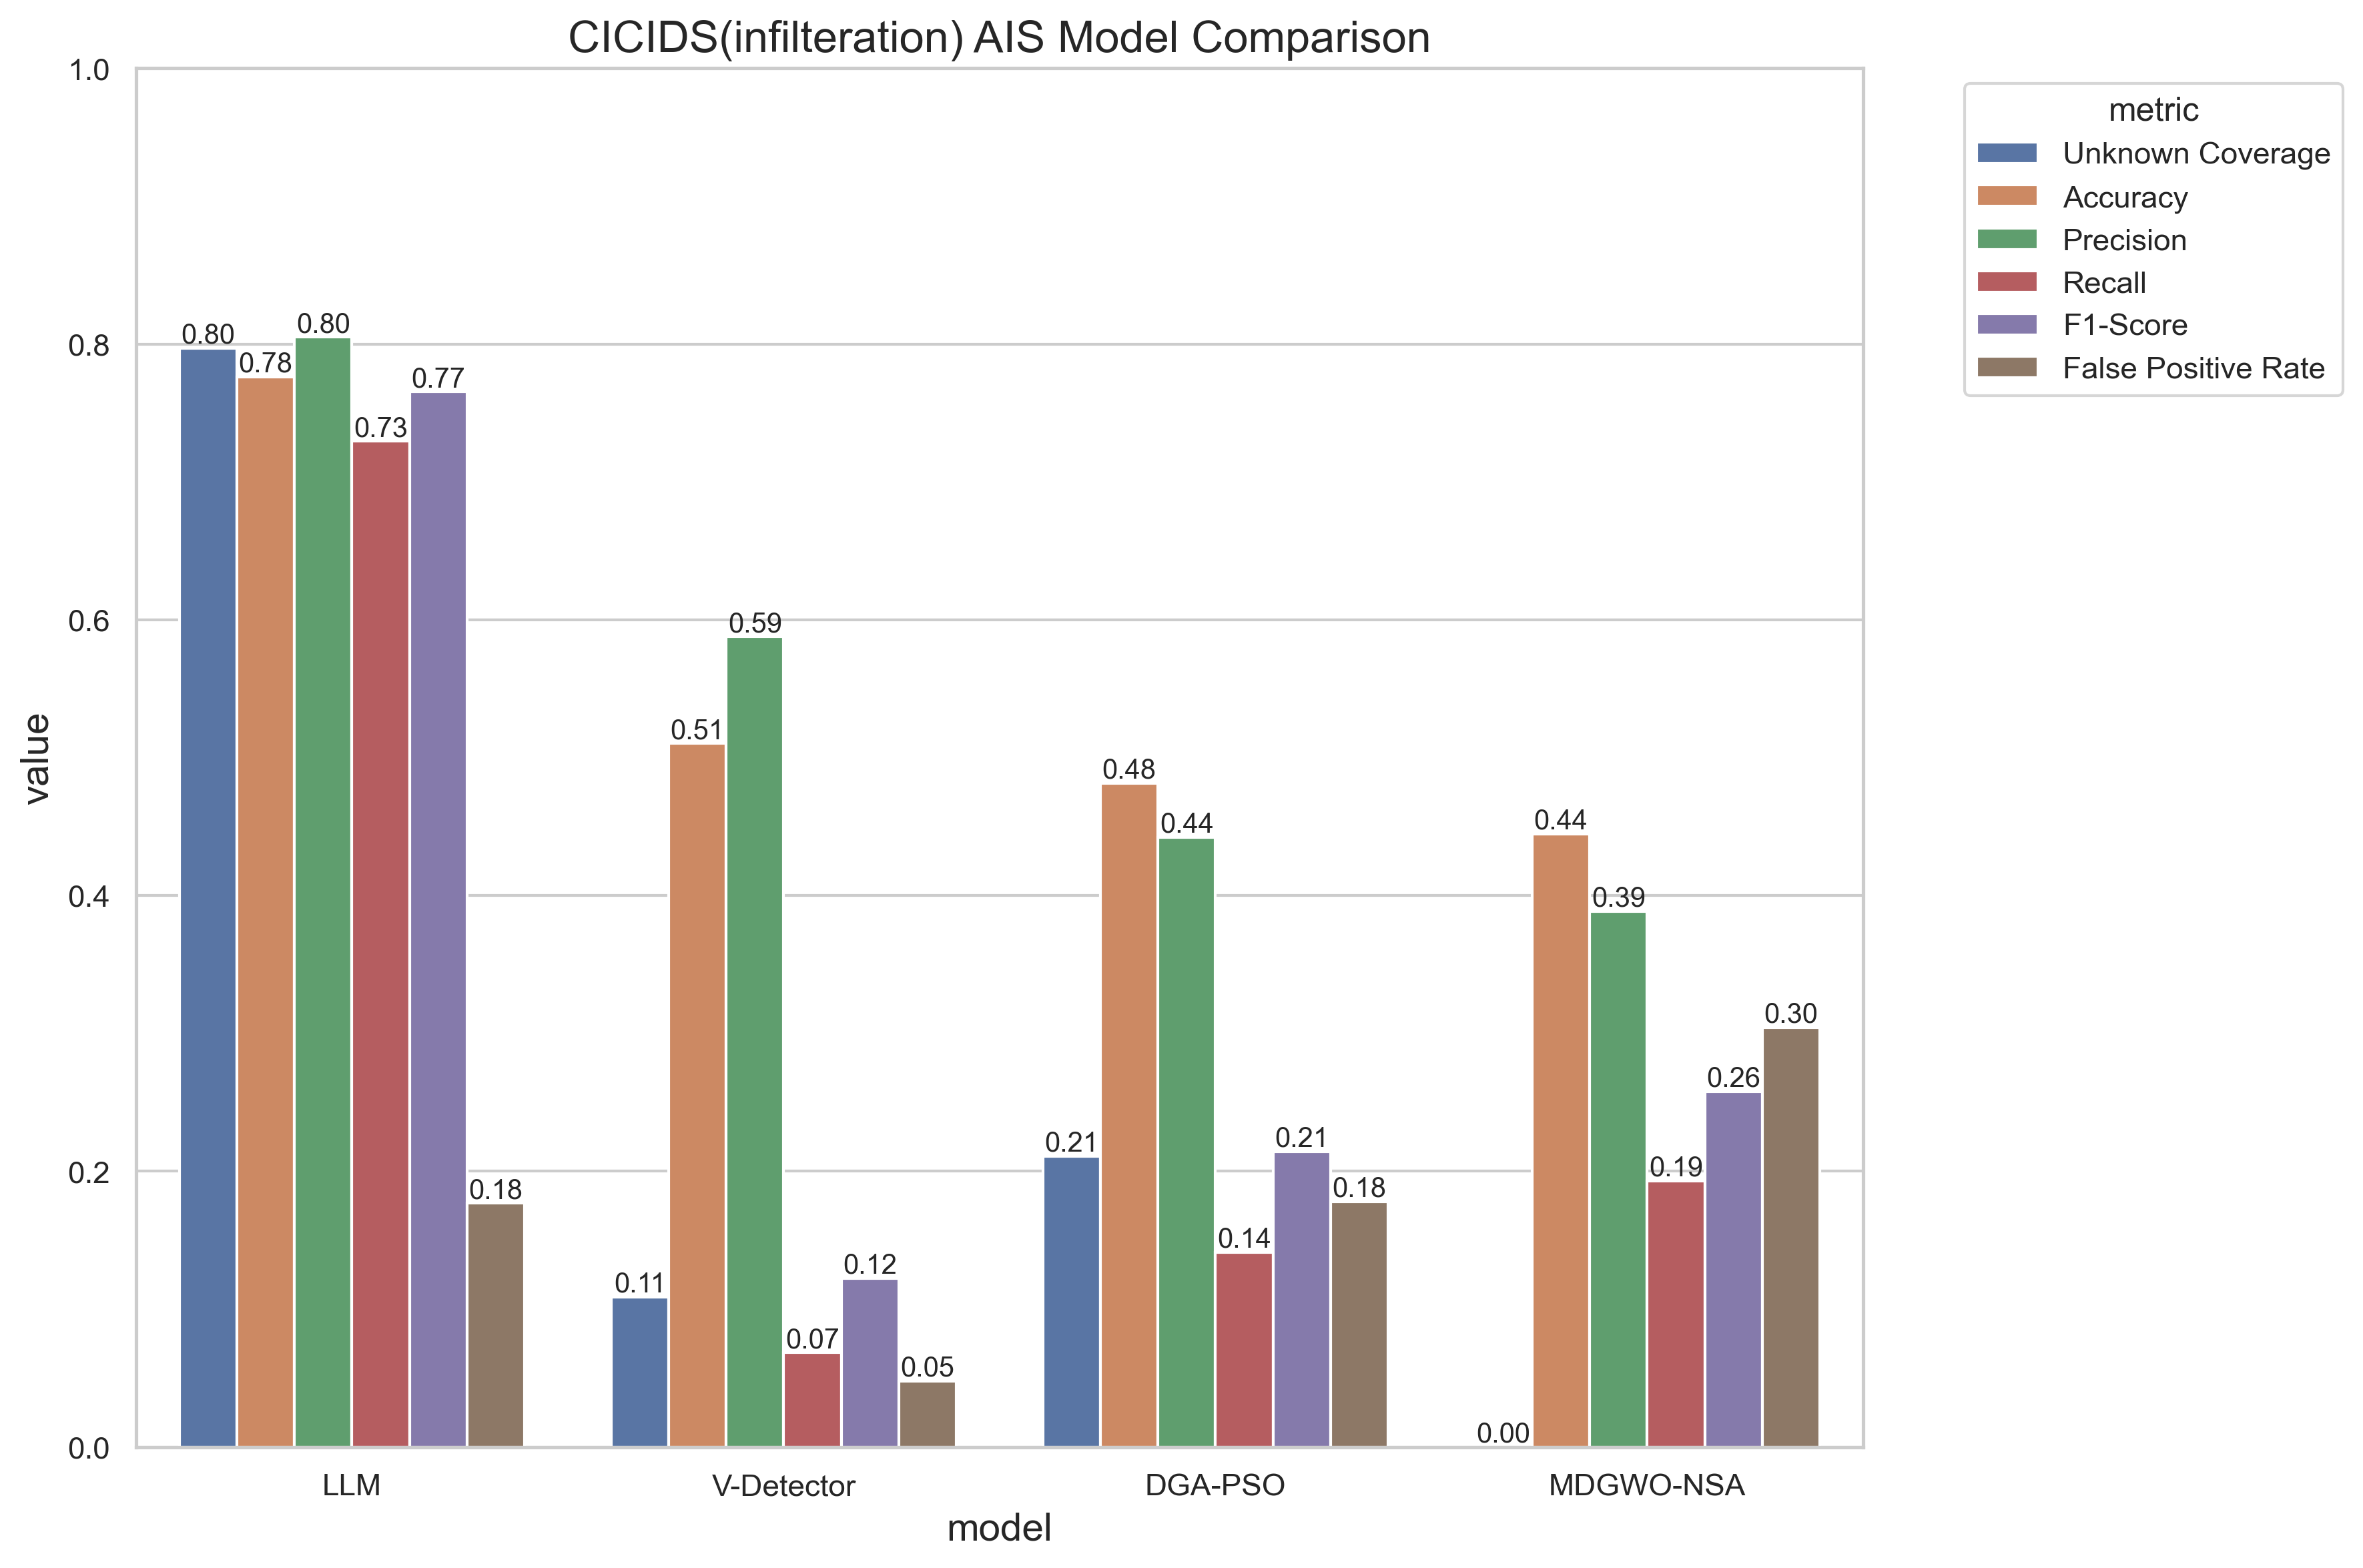 CICIDS(infilteration) AIS Model Comparison
metric
Unknown Coverage
Accuracy
Precision
Recall
F1-Score
False Positive Rate
value
1.0
0.8
0.6
0.4
0.2
0.0
0.80
0.78
0.80
0.73
0.77
0.18
0.11
0.51
0.59
0.07
0.12
0.05
0.21
0.48
0.44
0.14
0.21
0.18
0.00
0.44
0.39
0.19
0.26
0.30
LLM
V-Detector
DGA-PSO
MDGWO-NSA
model